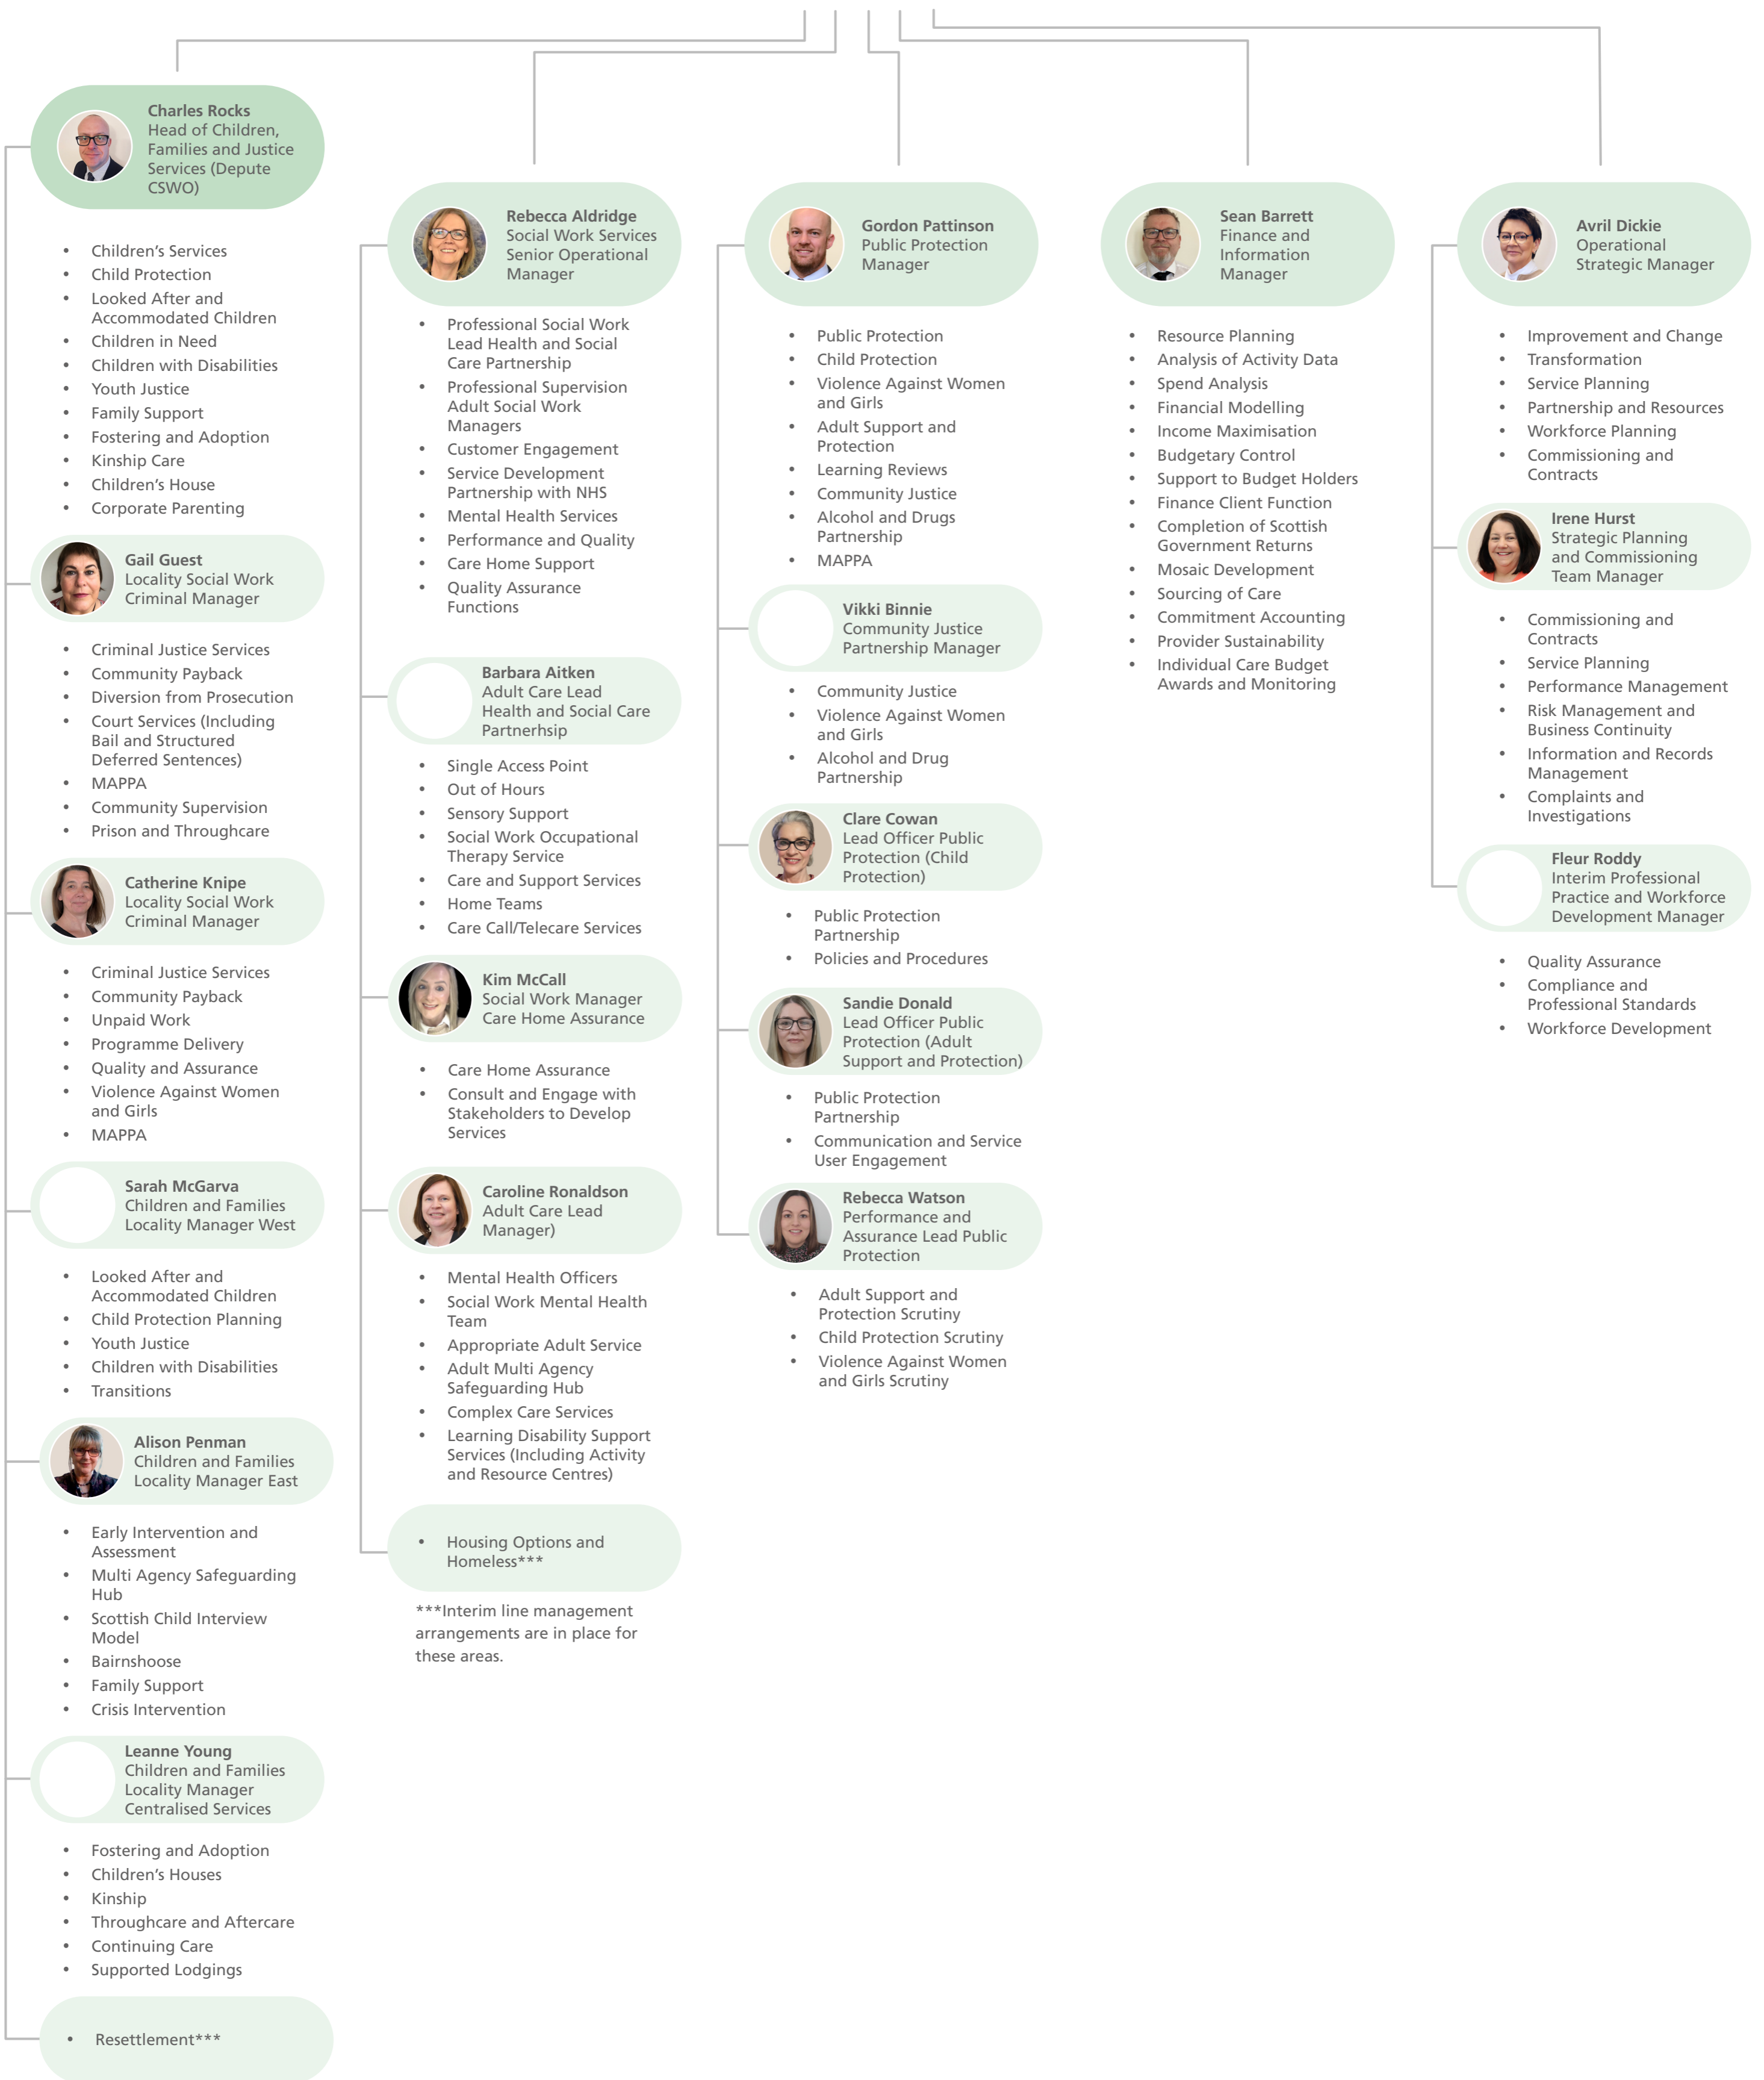 Charles Rocks
Head of Children,
Families and Justice
Services (Depute
CSWO)
• Children’s Services
• Child Protection
• Looked After and
Accommodated Children
• Children in Need
• Children with Disabilities
• Youth Justice
• Family Support
• Fostering and Adoption
• Kinship Care
• Children’s House
• Corporate Parenting
Gail Guest
Locality Social Work
Criminal Manager
• Criminal Justice Services
• Community Payback
• Diversion from Prosecution
• Court Services (Including
Bail and Structured
Deferred Sentences)
• MAPPA
• Community Supervision
• Prison and Throughcare
Catherine Knipe
Locality Social Work
Criminal Manager
• Criminal Justice Services
• Community Payback
• Unpaid Work
• Programme Delivery
• Quality and Assurance
• Violence Against Women
and Girls
• MAPPA
Sarah McGarva
Children and Families
Locality Manager West
• Looked After and
Accommodated Children
• Child Protection Planning
• Youth Justice
• Children with Disabilities
• Transitions
Alison Penman
Children and Families
Locality Manager East
• Early Intervention and
Assessment
• Multi Agency Safeguarding
Hub
• Scottish Child Interview
Model
• Bairnshoose
• Family Support
• Crisis Intervention
Leanne Young
Children and Families
Locality Manager
Centralised Services
• Fostering and Adoption
• Children’s Houses
• Kinship
• Throughcare and Aftercare
• Continuing Care
• Supported Lodgings
• Resettlement***
Rebecca Aldridge
Social Work Services
Senior Operational
Manager
• Professional Social Work
Lead Health and Social
Care Partnership
• Professional Supervision
Adult Social Work
Managers
• Customer Engagement
• Service Development
Partnership with NHS
• Mental Health Services
• Performance and Quality
• Care Home Support
• Quality Assurance
Functions
Barbara Aitken
Adult Care Lead
Health and Social Care
Partnerhsip
• Single Access Point
• Out of Hours
• Sensory Support
• Social Work Occupational
Therapy Service
• Care and Support Services
• Home Teams
• Care Call/Telecare Services
Kim McCall
Social Work Manager
Care Home Assurance
• Care Home Assurance
• Consult and Engage with
Stakeholders to Develop
Services
Caroline Ronaldson
Adult Care Lead
Manager)
• Mental Health Officers
• Social Work Mental Health
Team
• Appropriate Adult Service
• Adult Multi Agency
Safeguarding Hub
• Complex Care Services
• Learning Disability Support
Services (Including Activity
and Resource Centres)
• Housing Options and
Homeless***
***Interim line management
arrangements are in place for
these areas.
Gordon Pattinson
Public Protection
Manager
• Public Protection
• Child Protection
• Violence Against Women
and Girls
• Adult Support and
Protection
• Learning Reviews
• Community Justice
• Alcohol and Drugs
Partnership
• MAPPA
Vikki Binnie
Community Justice
Partnership Manager
• Community Justice
• Violence Against Women
and Girls
• Alcohol and Drug
Partnership
Clare Cowan
Lead Officer Public
Protection (Child
Protection)
• Public Protection
Partnership
• Policies and Procedures
Sandie Donald
Lead Officer Public
Protection (Adult
Support and Protection)
• Public Protection
Partnership
• Communication and Service
User Engagement
Rebecca Watson
Performance and
Assurance Lead Public
Protection
• Adult Support and
Protection Scrutiny
• Child Protection Scrutiny
• Violence Against Women
and Girls Scrutiny
Sean Barrett
Finance and
Information
Manager
• Resource Planning
• Analysis of Activity Data
• Spend Analysis
• Financial Modelling
• Income Maximisation
• Budgetary Control
• Support to Budget Holders
• Finance Client Function
• Completion of Scottish
Government Returns
• Mosaic Development
• Sourcing of Care
• Commitment Accounting
• Provider Sustainability
• Individual Care Budget
Awards and Monitoring
Avril Dickie
Operational
Strategic Manager
• Improvement and Change
• Transformation
• Service Planning
• Partnership and Resources
• Workforce Planning
• Commissioning and
Contracts
Irene Hurst
Strategic Planning
and Commissioning
Team Manager
• Commissioning and
Contracts
• Service Planning
• Performance Management
• Risk Management and
Business Continuity
• Information and Records
Management
• Complaints and
Investigations
Fleur Roddy
Interim Professional
Practice and Workforce
Development Manager
• Quality Assurance
• Compliance and
Professional Standards
• Workforce Development